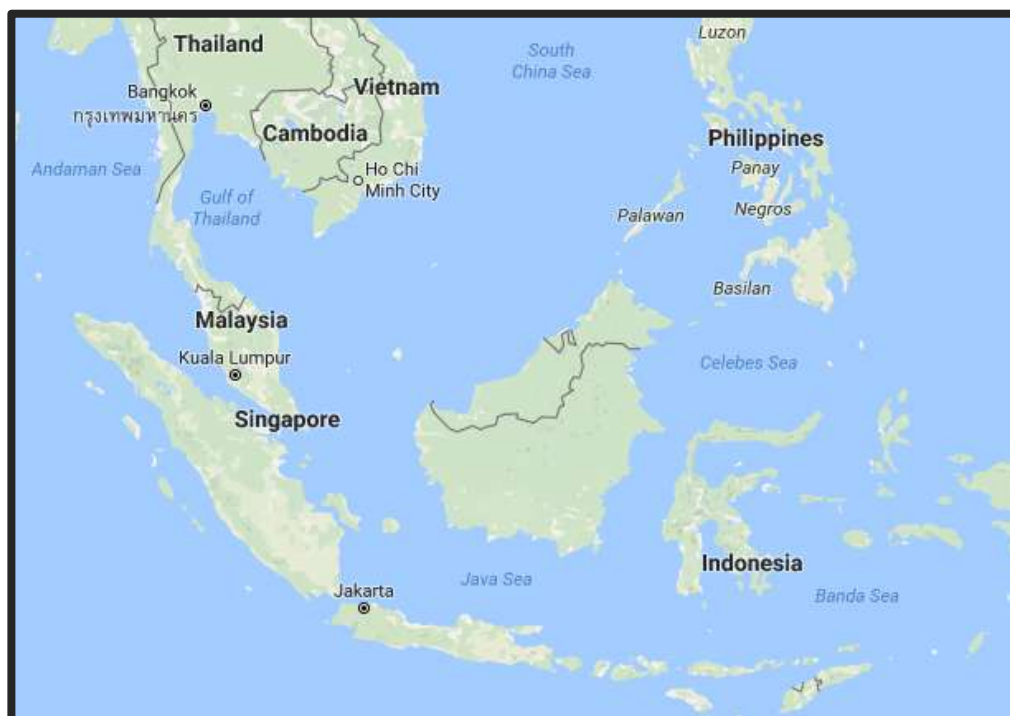 Luzon
South
China Sea
Thailand
Vietnam
Bangkok
กรุงเทพมหานคร
Cambodia
Philippines
Andaman Sea
Ho Chi
Minh City
Panay
Gulf of
Thailand
Palawan
Negros
Basilan
Malaysia
Kuala Lumpur
Celebes Sea
Singapore
Indonesia
Java Sea
Jakarta
Banda Sea